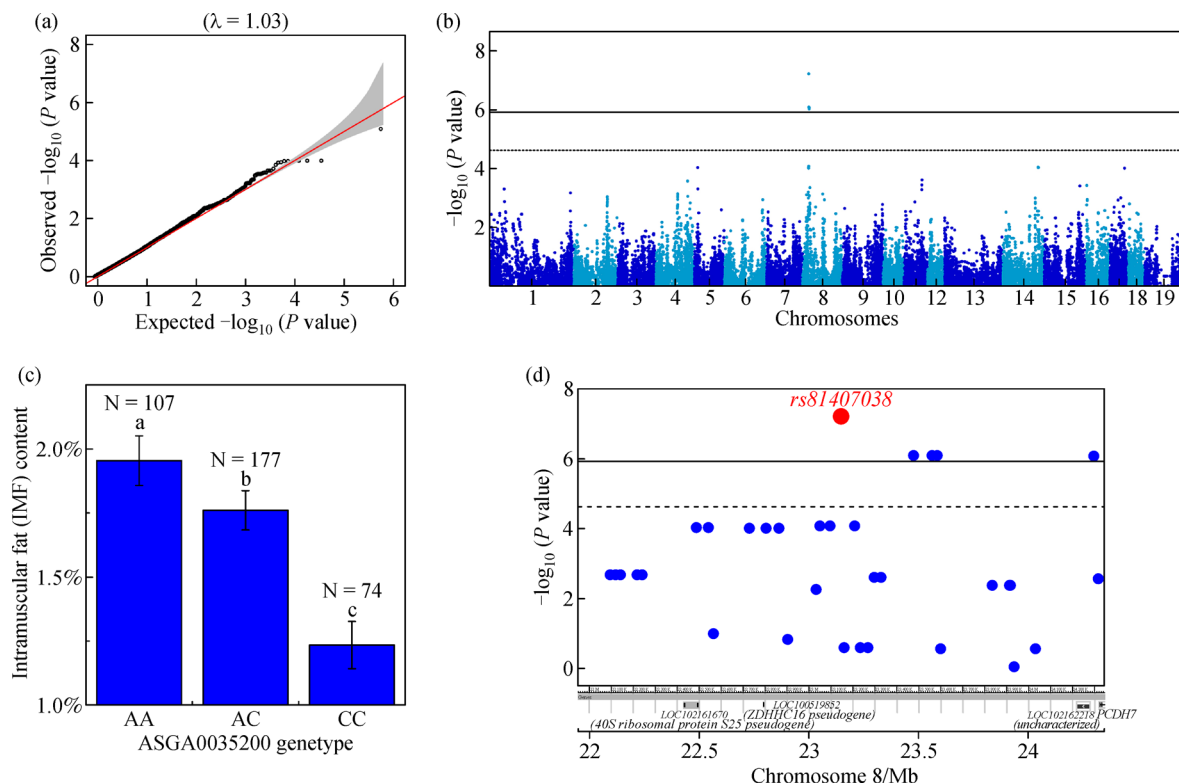 (a)
(λ = 1.03)
Observed −log10 (P value)
8
6
4
2
0
0 1 2 3 4 5 6
Expected −log10 (P value)
(b)
−log10 (P value)
8
6
4
2
1 2 3 4 5 6 7 8 9 10 12 13 14 15 16 18 19
Chromosomes
(c)
Intramuscular fat (IMF) content
2.0%
1.5%
1.0%
N = 107
a
N = 177
b
N = 74
c
AA AC CC
ASGA0035200 genotype
(d)
rs81407038
−log10 (P value)
8
6
4
2
0
LOC102161670
(40S ribosomal protein S25 pseudogene)
LOC100519852
(ZDHHC16 pseudogene)
LOC102162218
(uncharacterized)
PCDH7
22 22.5 23 23.5 24
Chromosome 8/Mb